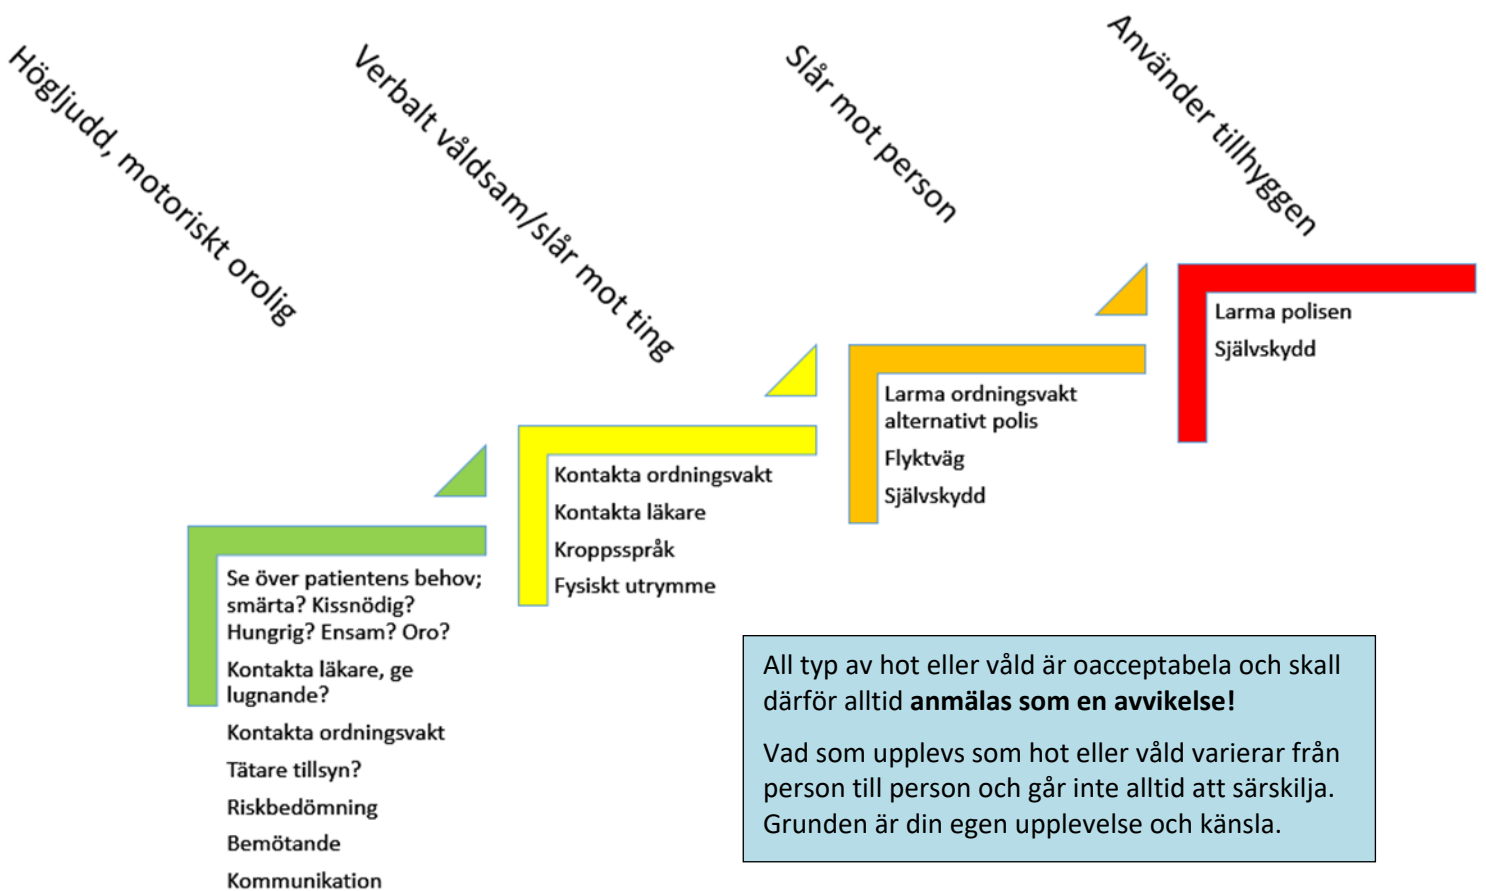 Högljudd, motoriskt orolig
Verbalt våldsam/slår mot ting
Slår mot person
Använder tillhyggen
Se över patientens behov;
smärta? Kissnödig?
Hungrig? Ensam? Oro?
Kontakta läkare, ge
lugnande?
Kontakta ordningsvakt
Tätare tillsyn?
Riskbedömning
Bemötande
Kommunikation
Kontakta ordningsvakt
Kontakta läkare
Kroppsspråk
Fysiskt utrymme
Larma ordningsvakt
alternativt polis
Flyktväg
Självskydd
Larma polisen
Självskydd
All typ av hot eller våld är oacceptabela och skall
därför alltid anmälas som en avvikelse!
Vad som upplevs som hot eller våld varierar från
person till person och går inte alltid att särskilja.
Grunden är din egen upplevelse och känsla.